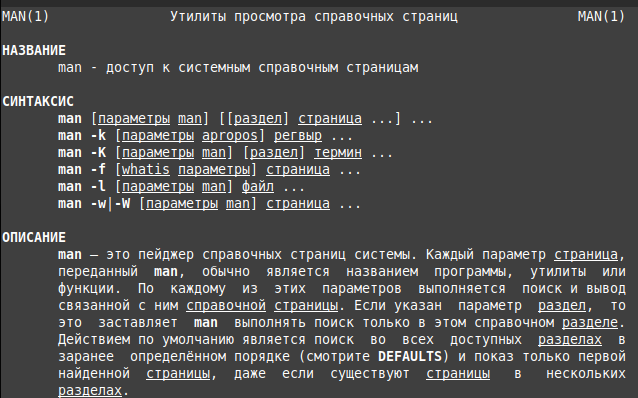 MAN(1) Утилиты просмотра справочных страниц MAN(1)
НАЗВАНИЕ
man - доступ к системным справочным страницам
СИНТАКСИС
man [параметры man] [[раздел] страница ...] ...
man -k [параметры apropos] регвыр ...
man -K [параметры man] [раздел] термин ...
man -f [whatis параметры] страница ...
man -l [параметры man] файл ...
man -w|-W [параметры man] страница ...
ОПИСАНИЕ
man — это пейджер справочных страниц системы. Каждый параметр страница,
переданный man, обычно является названием программы, утилиты или
функции. По каждому из этих параметров выполняется поиск и вывод
связанной с ним справочной страницы. Если указан параметр раздел, то
это заставляет man выполнять поиск только в этом справочном разделе.
Действием по умолчанию является поиск во всех доступных разделах в
заранее определённом порядке (смотрите DEFAULTS) и показ только первой
найденной страницы, даже если существуют страницы в нескольких
разделах.